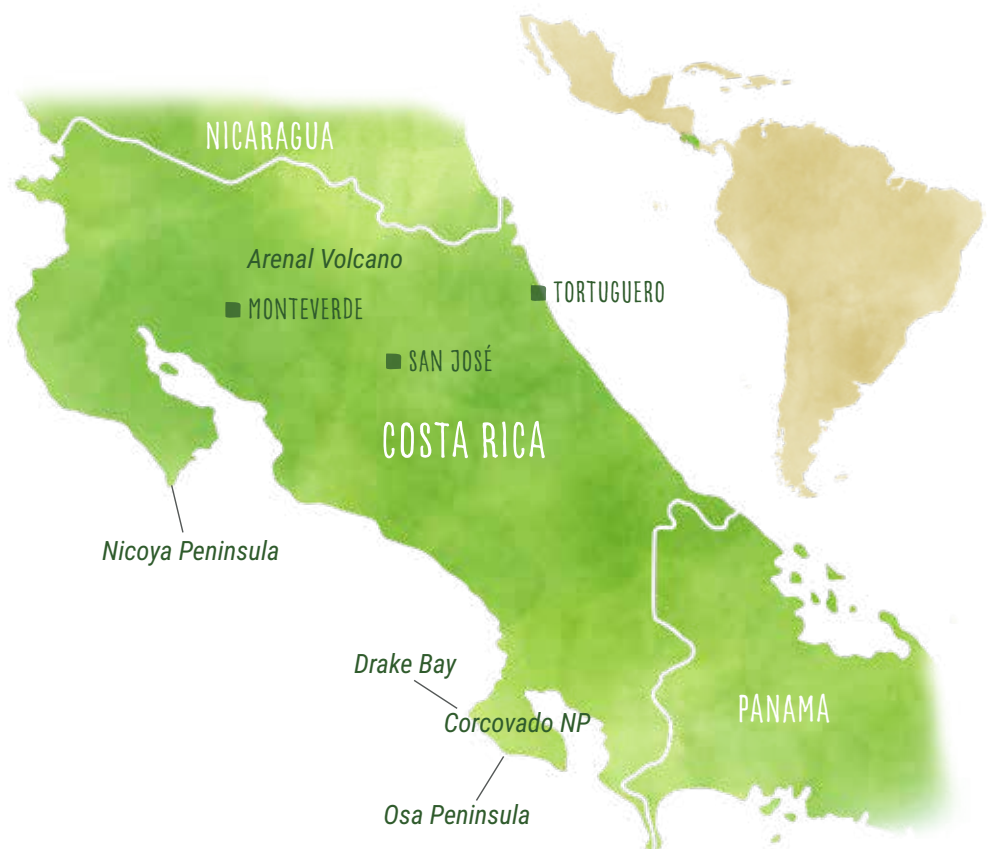 NICARAGUA
Arenal Volcano
TORTUGUERO
MONTEVERDE
SAN JOSÉ
COSTA RICA
Nicoya Peninsula
Drake Bay
Corcovado NP
PANAMA
Osa Peninsula